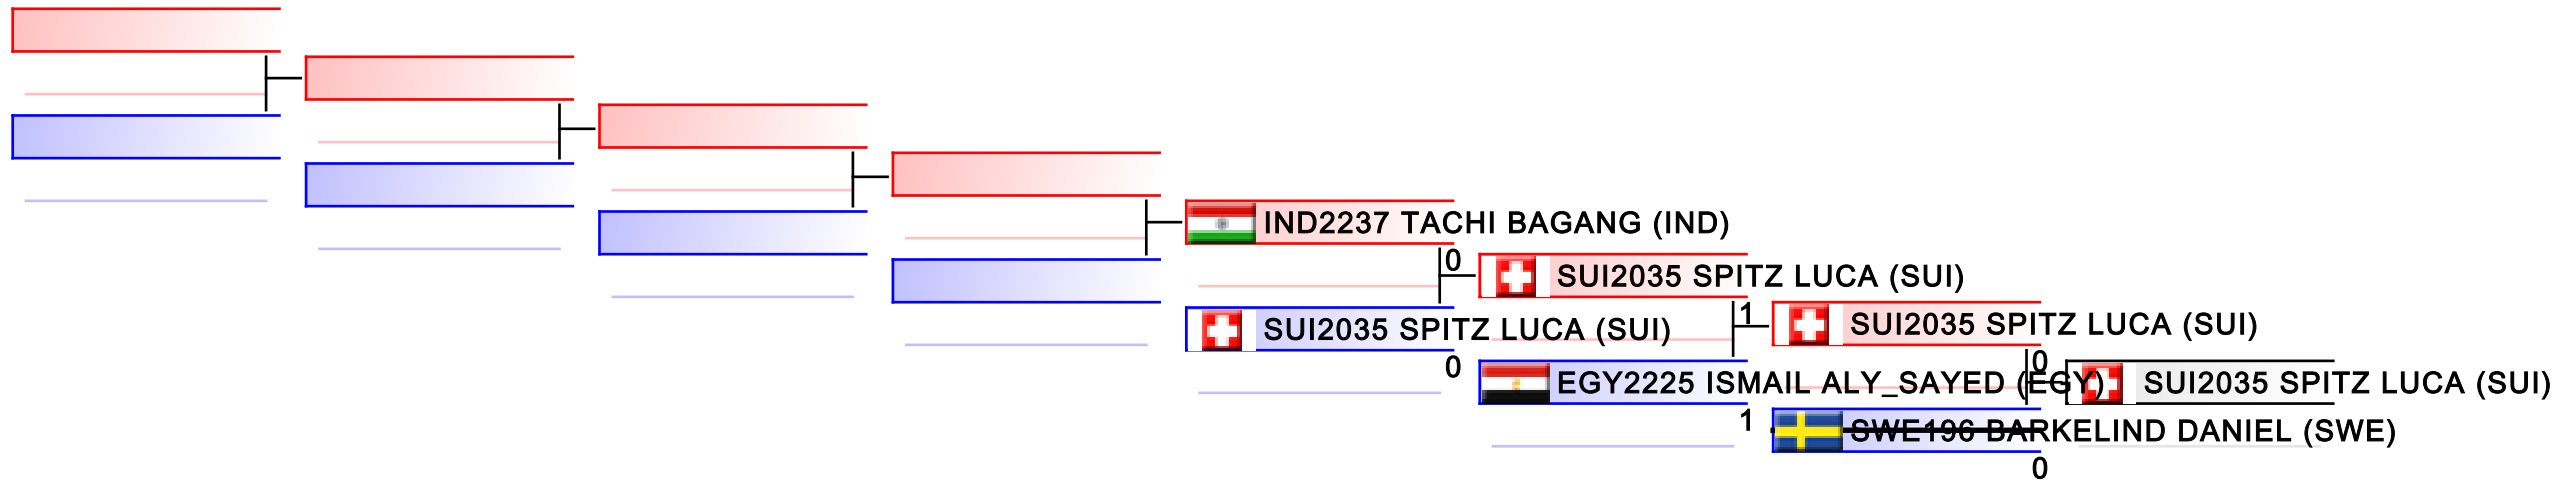 IND2237 TACHI BAGANG (IND)
0
SUI2035 SPITZ LUCA (SUI)
SUI2035 SPITZ LUCA (SUI)
0
1
SUI2035 SPITZ LUCA (SUI)
EGY2225 ISMAIL ALY_SAYED (EGY)
1
0
SUI2035 SPITZ LUCA (SUI)
SWE196 BARKELIND DANIEL (SWE)
0